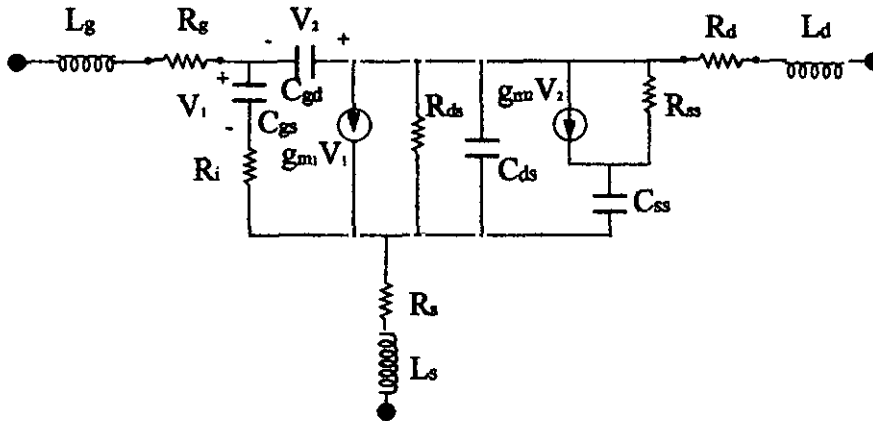 Lg Rg V₂ Rd Ld
- +
+
V₁ Cgd Rds gm2V₂ Rss
- Cgs
Ri gm1V₁ Cds
Css
Rs
Ls